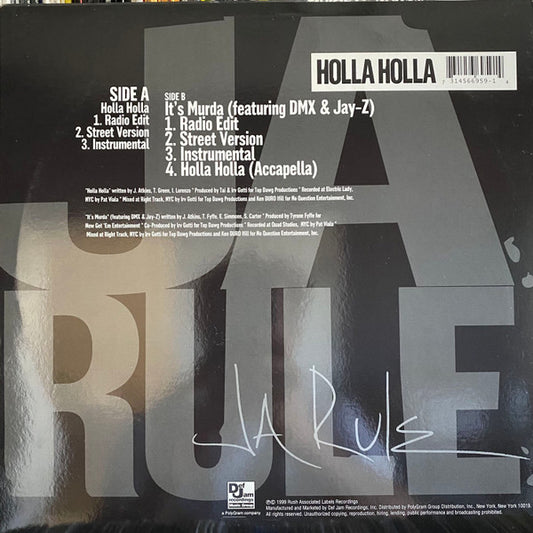 JA
RULE
HOLLA HOLLA
7 314566959-1 4
SIDE A
Holla Holla
1. Radio Edit
2. Street Version
3. Instrumental
SIDE B
It's Murda (featuring DMX & Jay-Z)
1. Radio Edit
2. Street Version
3. Instrumental
4. Holla Holla (Accapella)
"Holla Holla" written by J. Atkins, T. Green, I. Lorenzo * Produced by Tai & Irv Gotti for Top Dawg Productions * Recorded at Electric Lady,
NYC by Pat Viala * Mixed at Right Track, NYC by Irv Gotti for Top Dawg Productions and Ken DURO Ifill for No Question Entertainment, Inc.
"It's Murda" (featuring DMX & Jay-Z) written by J. Atkins, T. Fyffe, E. Simmons, S. Carter * Produced by Tyrone Fyffe for
New Get 'Em Entertainment * Co-Produced by Irv Gotti for Top Dawg Productions * Recorded at Quad Studios, NYC by Pat Viala *
Mixed at Right Track, NYC by Irv Gotti for Top Dawg Productions and Ken DURO Ifill for No Question Entertainment, Inc.
JA RULE
Def Jam
recordings
a PolyGram company
℗© 1999 Rush Associated Labels Recordings
Manufactured and Marketed by Def Jam Recordings, Inc. Distributed by PolyGram Group Distribution, Inc., New York, New York 10019.
All rights reserved. Unauthorized copying, reproduction, hiring, lending, public performance and broadcasting prohibited.